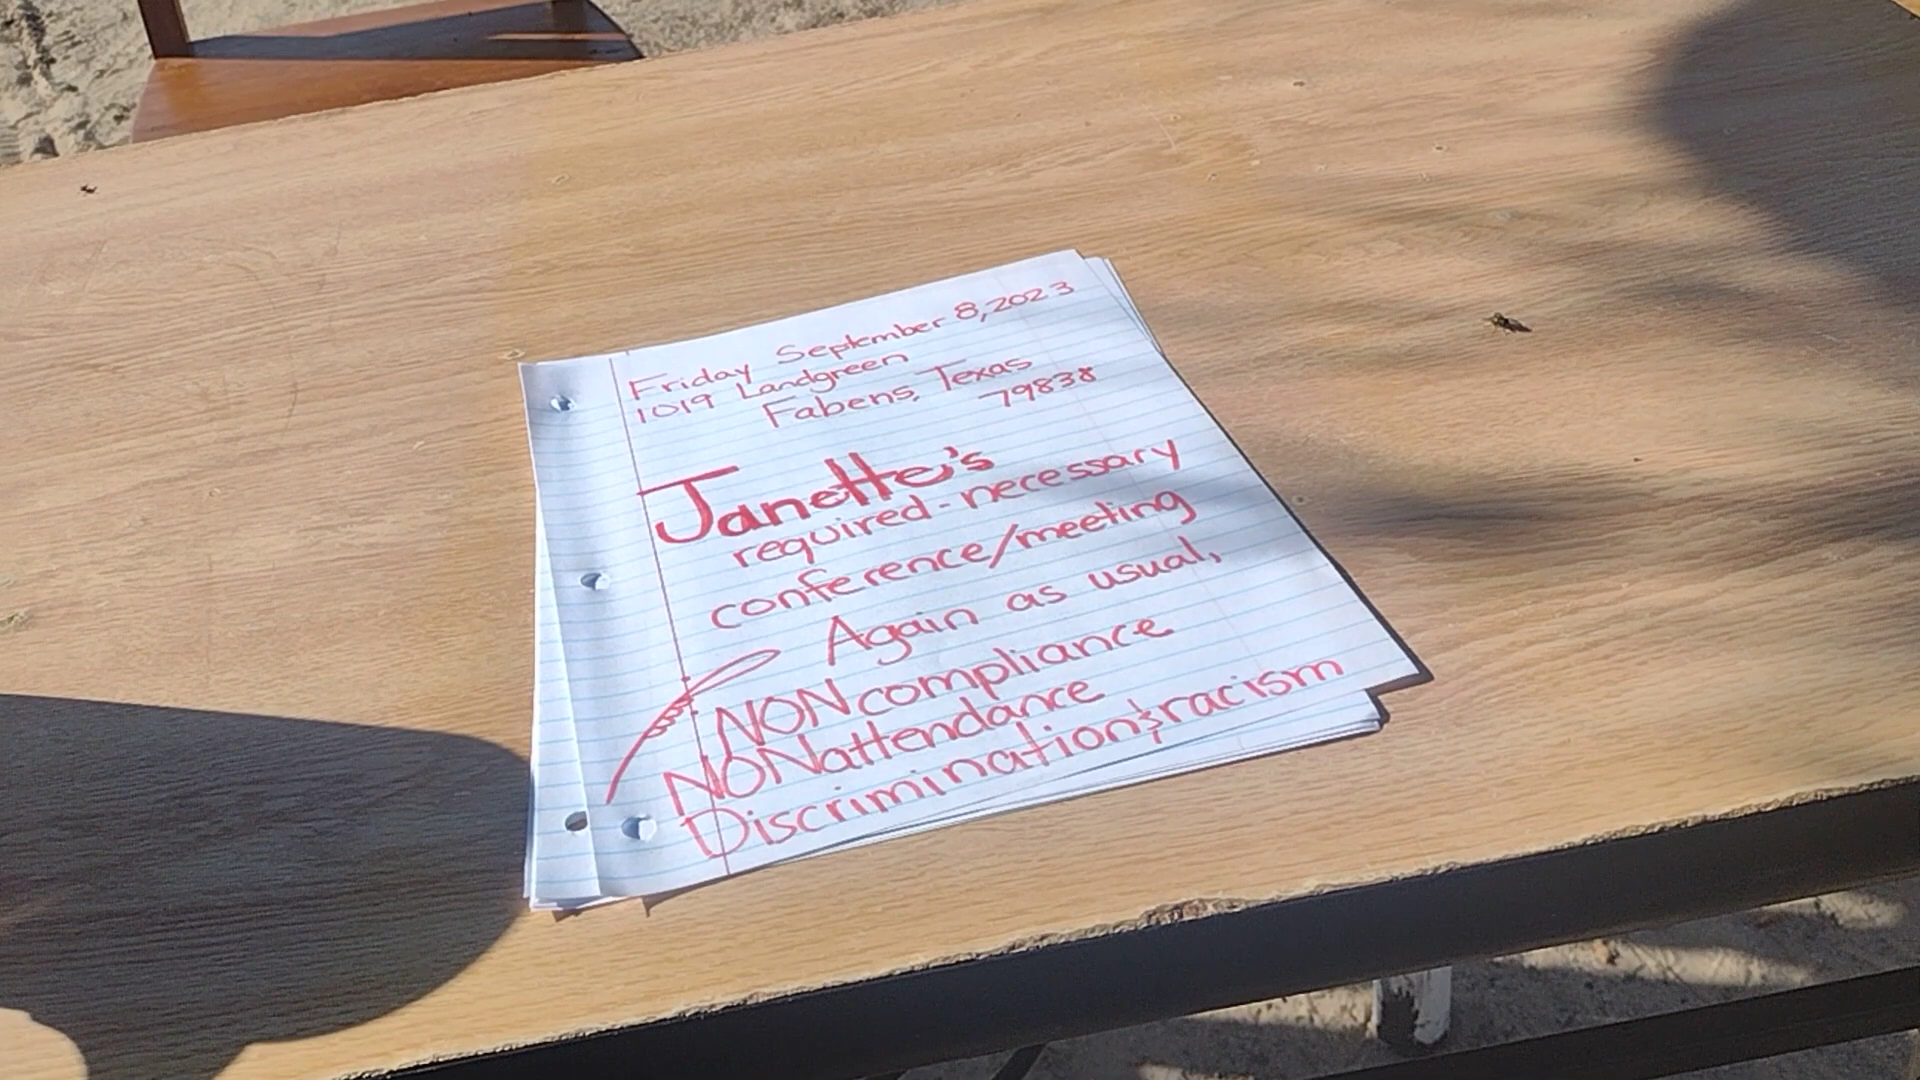 Friday September 8, 2023
1019 Landgreen
Fabens, Texas
79838
Janette's
required - necessary
conference/meeting
Again as usual,
NON compliance
NON attendance
Discrimination & racism